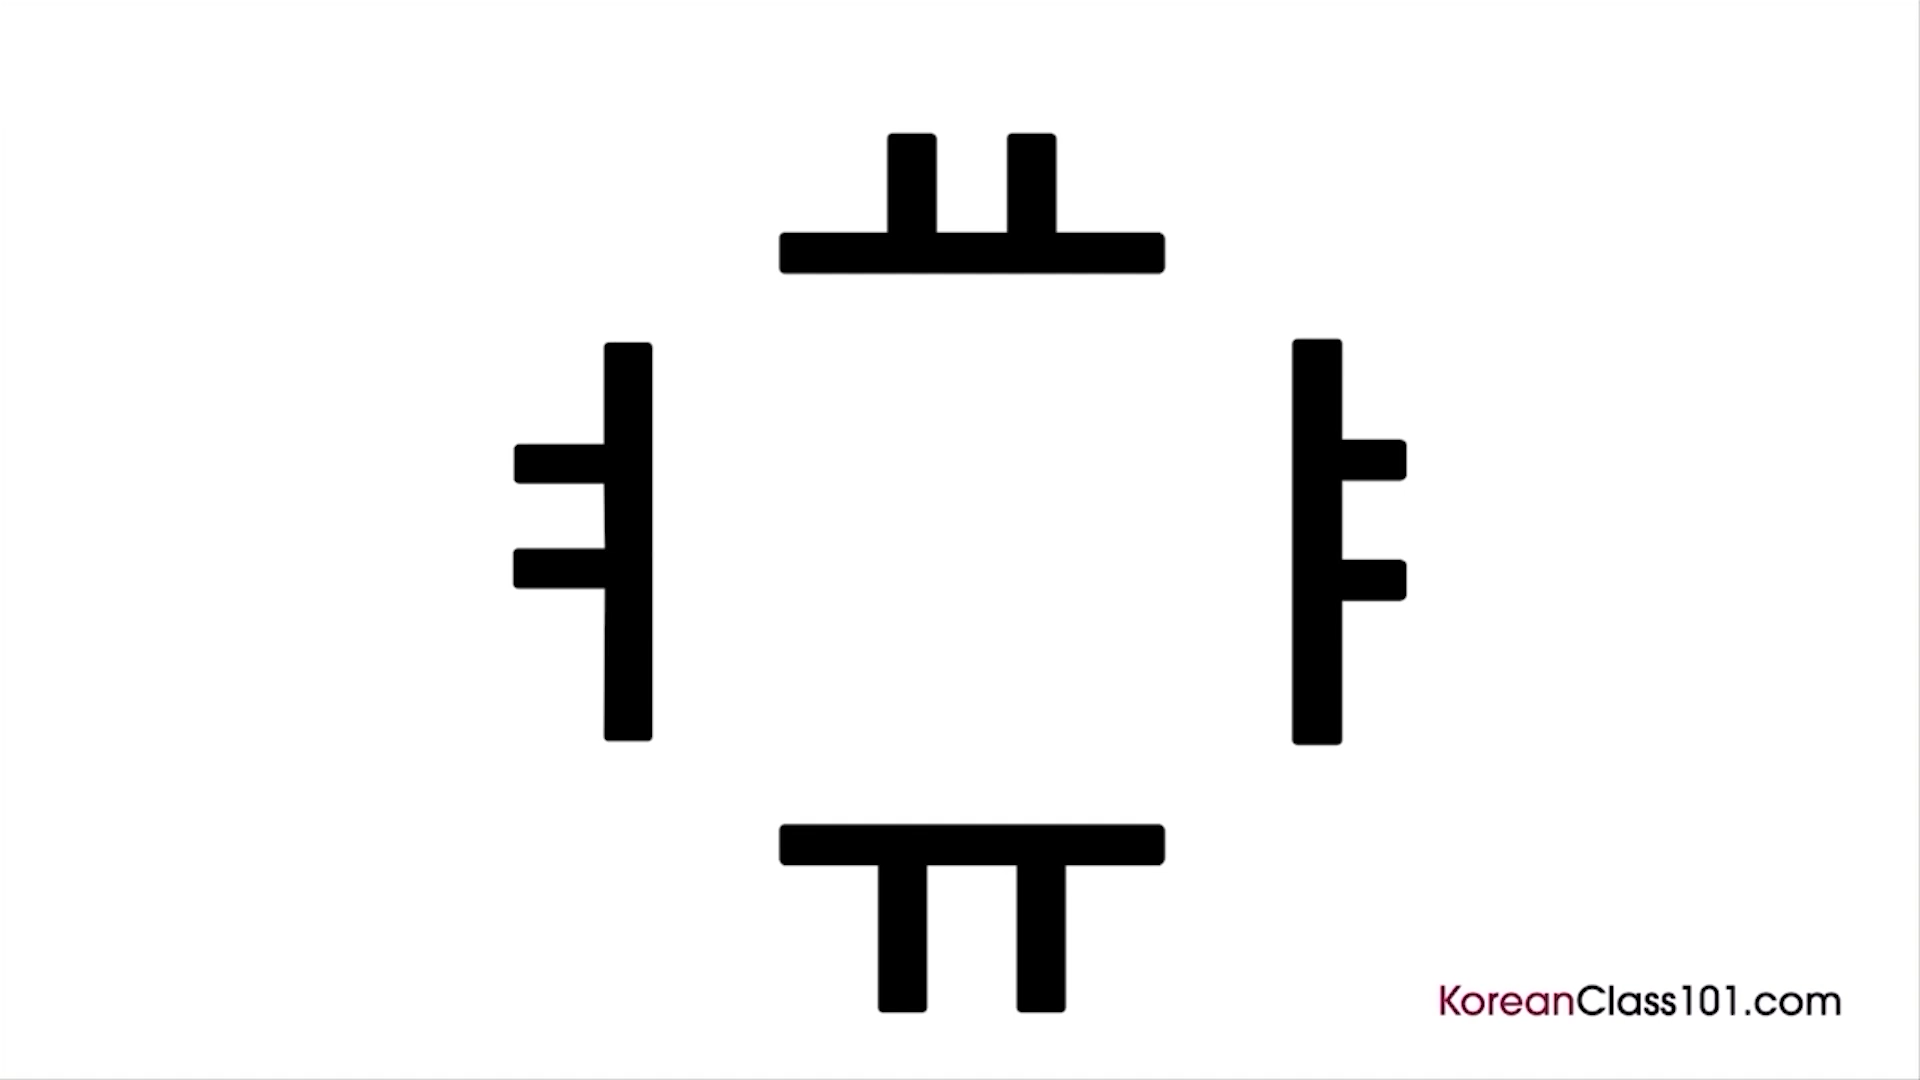 ㅛ
ㅕ ㅑ
ㅠ
KoreanClass101.com